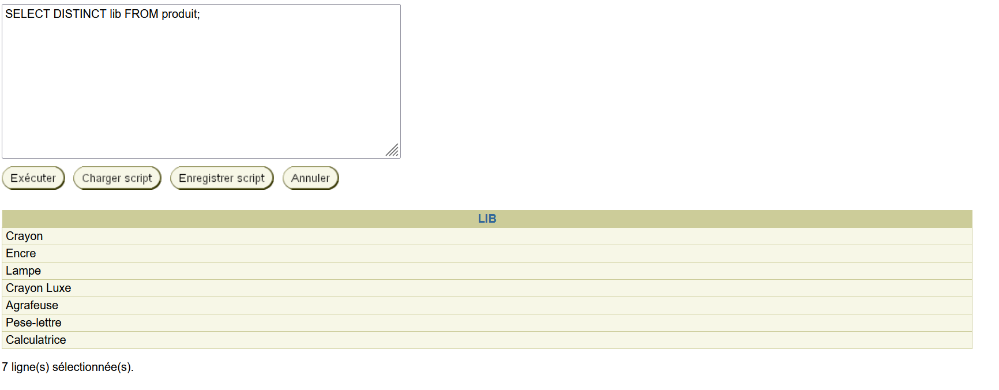 SELECT DISTINCT lib FROM produit;
Exécuter Charger script Enregistrer script Annuler
LIB
Crayon
Encre
Lampe
Crayon Luxe
Agrafeuse
Pese-lettre
Calculatrice
7 ligne(s) sélectionnée(s).